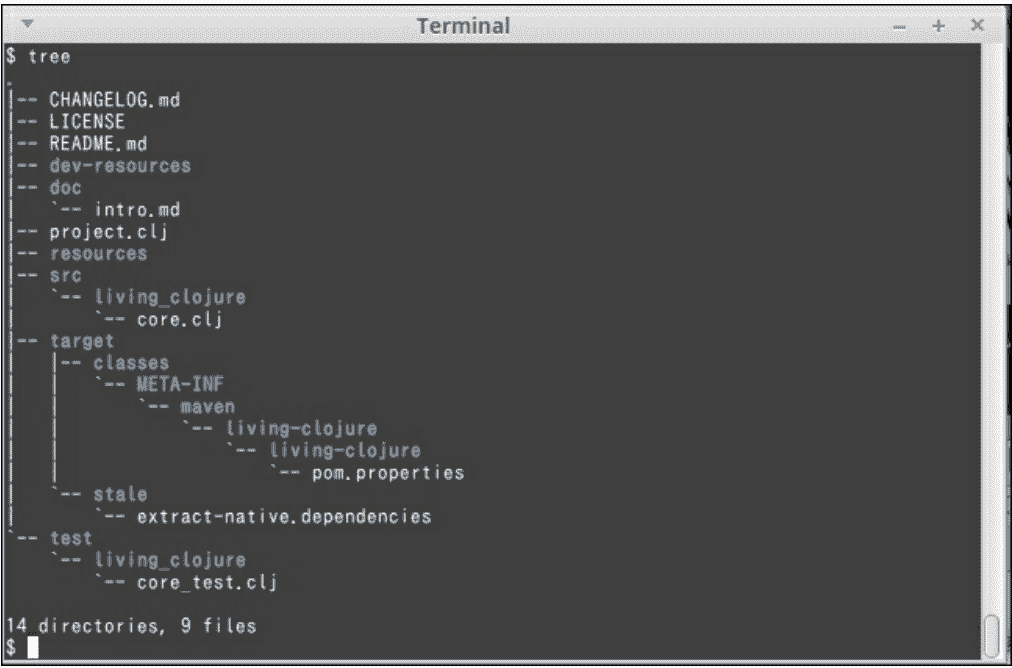 Terminal
$ tree
.
|-- CHANGELOG.md
|-- LICENSE
|-- README.md
|-- dev-resources
|-- doc
|   `-- intro.md
|-- project.clj
|-- resources
|-- src
|   `-- living_clojure
|       `-- core.clj
|-- target
|   |-- classes
|   |   `-- META-INF
|   |       `-- maven
|   |           `-- living-clojure
|   |               `-- living-clojure
|   |                   `-- pom.properties
|   `-- stale
|       `-- extract-native.dependencies
`-- test
    `-- living_clojure
        `-- core_test.clj
14 directories, 9 files
$